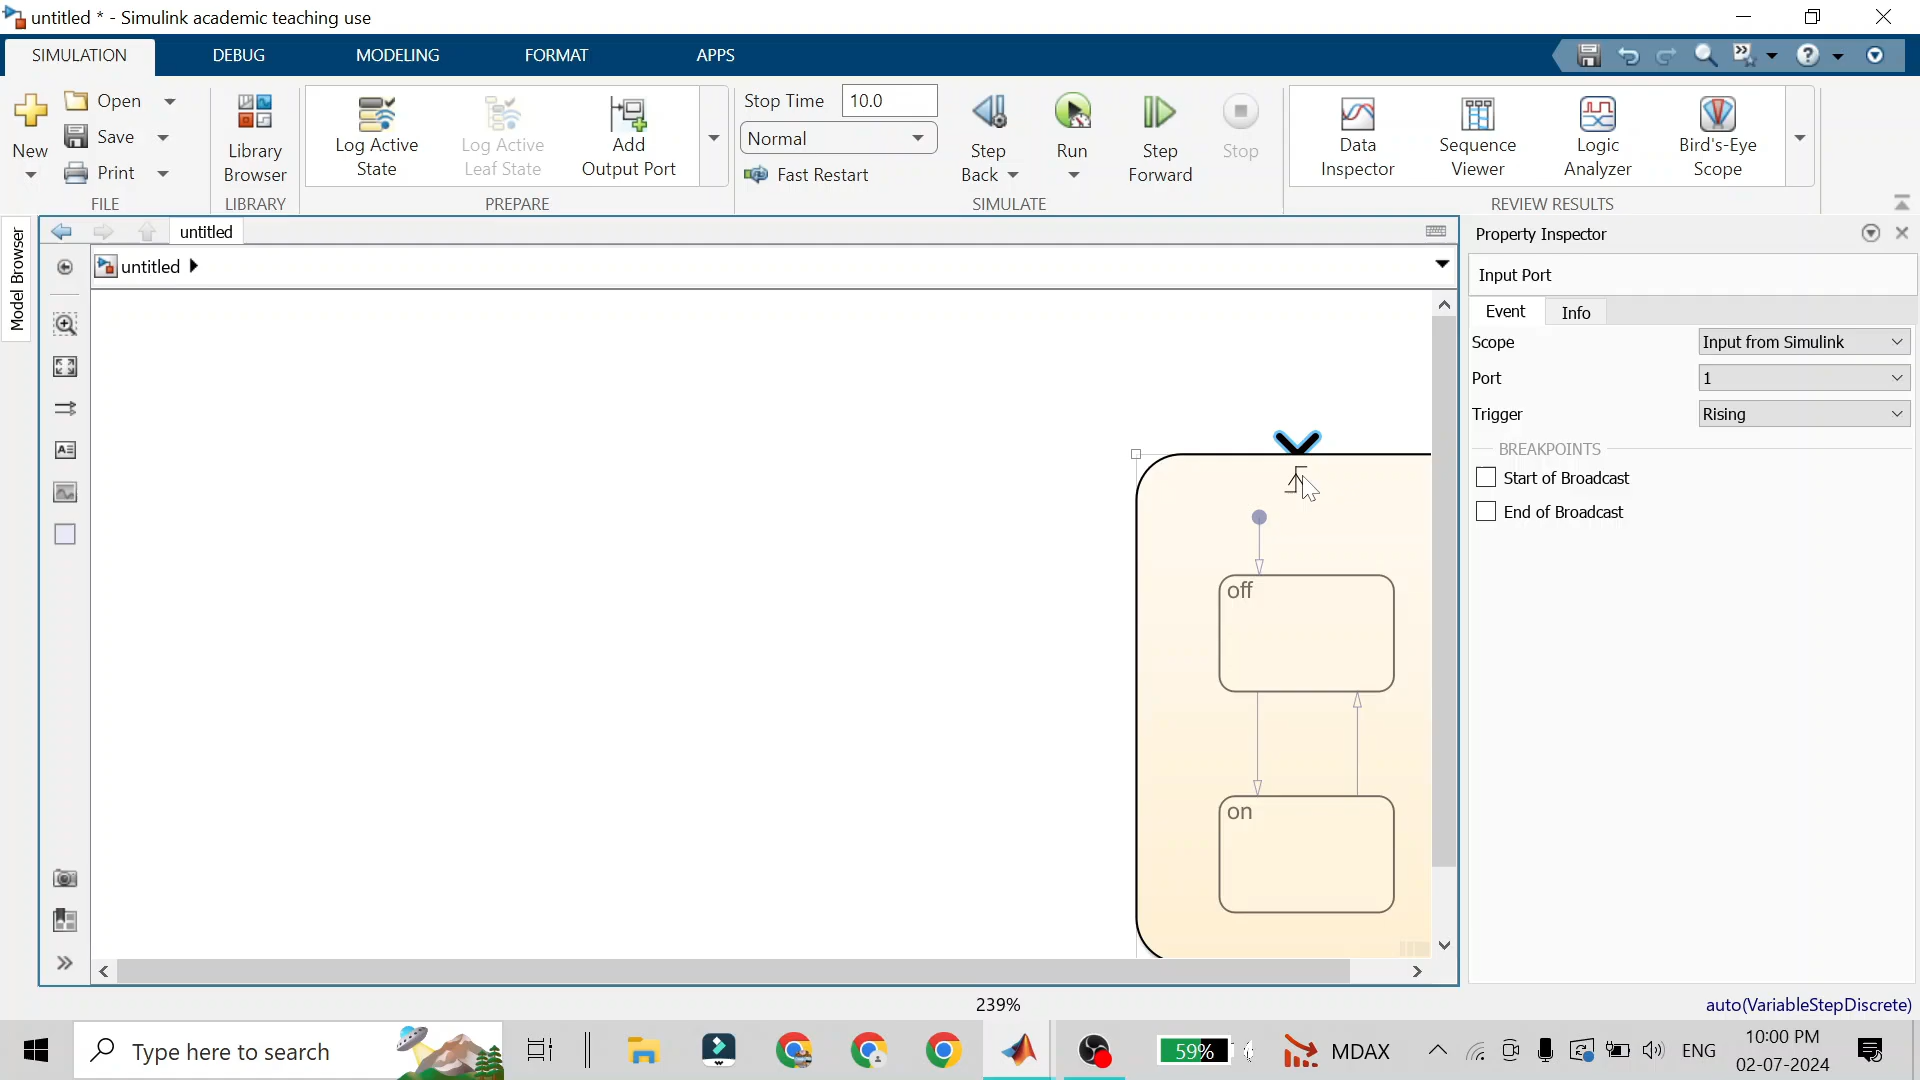 untitled * - Simulink academic teaching use
SIMULATION
DEBUG
MODELING
FORMAT
APPS
New
Open
Save
Print
FILE
Library
Browser
LIBRARY
Log Active
State
Log Active
Leaf State
Add
Output Port
PREPARE
Stop Time
10.0
Normal
Fast Restart
Step
Back
Run
Step
Forward
Stop
SIMULATE
Data
Inspector
Sequence
Viewer
Logic
Analyzer
Bird's-Eye
Scope
REVIEW RESULTS
Model Browser
untitled
untitled
off
on
Property Inspector
Input Port
Event
Info
Scope
Input from Simulink
Port
1
Trigger
Rising
BREAKPOINTS
Start of Broadcast
End of Broadcast
239%
auto(VariableStepDiscrete)
Type here to search
59%
MDAX
ENG
10:00 PM
02-07-2024